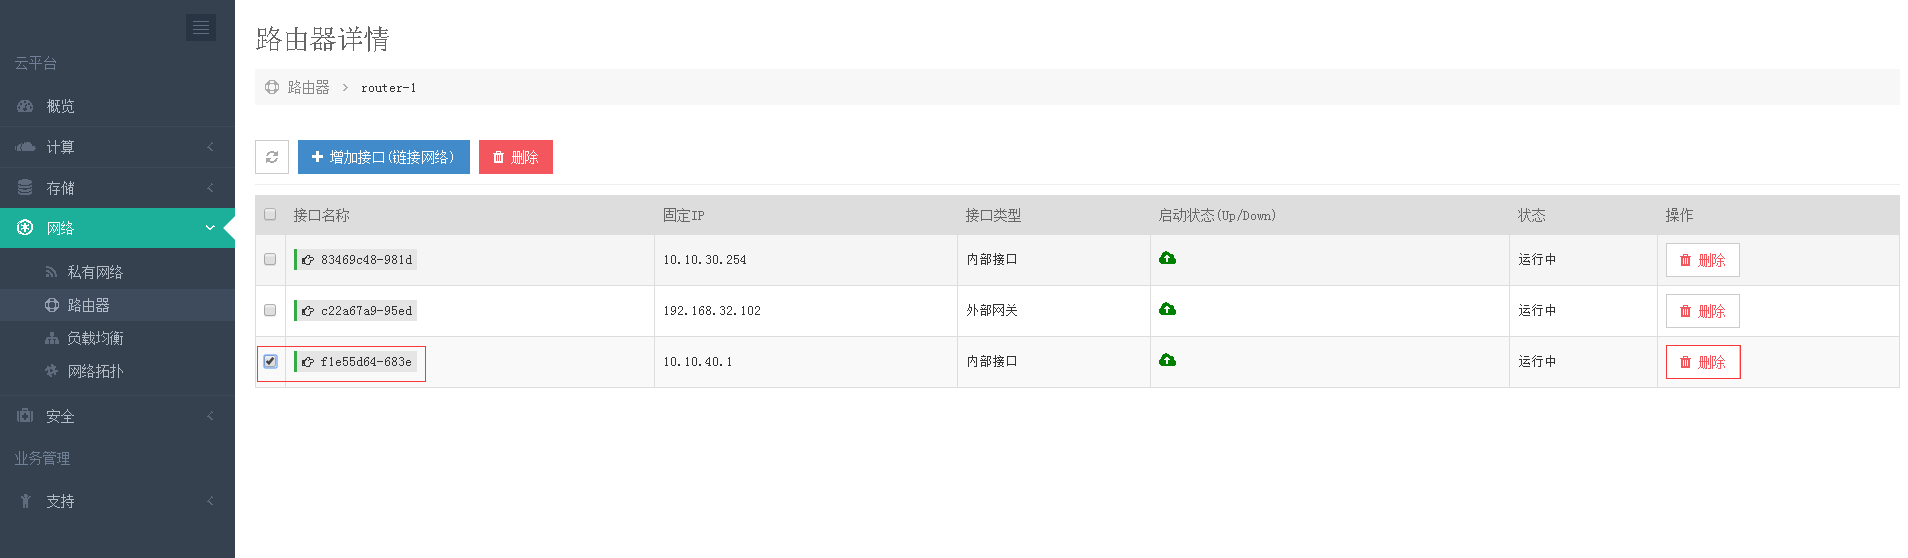 云平台
概览
计算
存储
网络
私有网络
路由器
负载均衡
网络拓扑
安全
业务管理
支持
路由器详情
路由器 > router-1
增加接口(链接网络) 删除
接口名称 固定IP 接口类型 启动状态(Up/Down) 状态 操作
83469c48-981d 10.10.30.254 内部接口 运行中 删除
c22a67a9-95ed 192.168.32.102 外部网关 运行中 删除
f1e55d64-683e 10.10.40.1 内部接口 运行中 删除